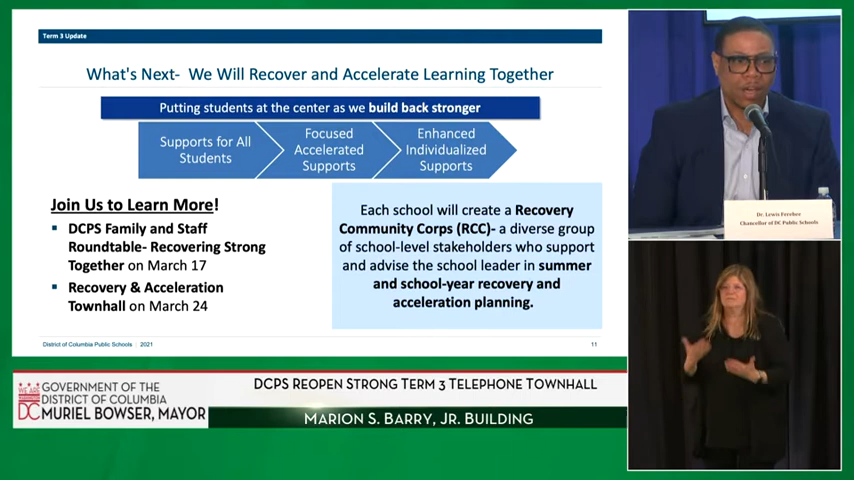 Term 3 Update
What's Next- We Will Recover and Accelerate Learning Together
Putting students at the center as we build back stronger
Supports for All
Students
Focused
Accelerated
Supports
Enhanced
Individualized
Supports
Join Us to Learn More!
DCPS Family and Staff
Roundtable- Recovering Strong
Together on March 17
Recovery & Acceleration
Townhall on March 24
Each school will create a Recovery
Community Corps (RCC)- a diverse group
of school-level stakeholders who support
and advise the school leader in summer
and school-year recovery and
acceleration planning.
District of Columbia Public Schools | 2021
11
Dr. Lewis Ferebee
Chancellor of DC Public Schools
WE ARE
WASHINGTON
DC
GOVERNMENT OF THE
DISTRICT OF COLUMBIA
MURIEL BOWSER, MAYOR
DCPS REOPEN STRONG TERM 3 TELEPHONE TOWNHALL
MARION S. BARRY, JR. BUILDING